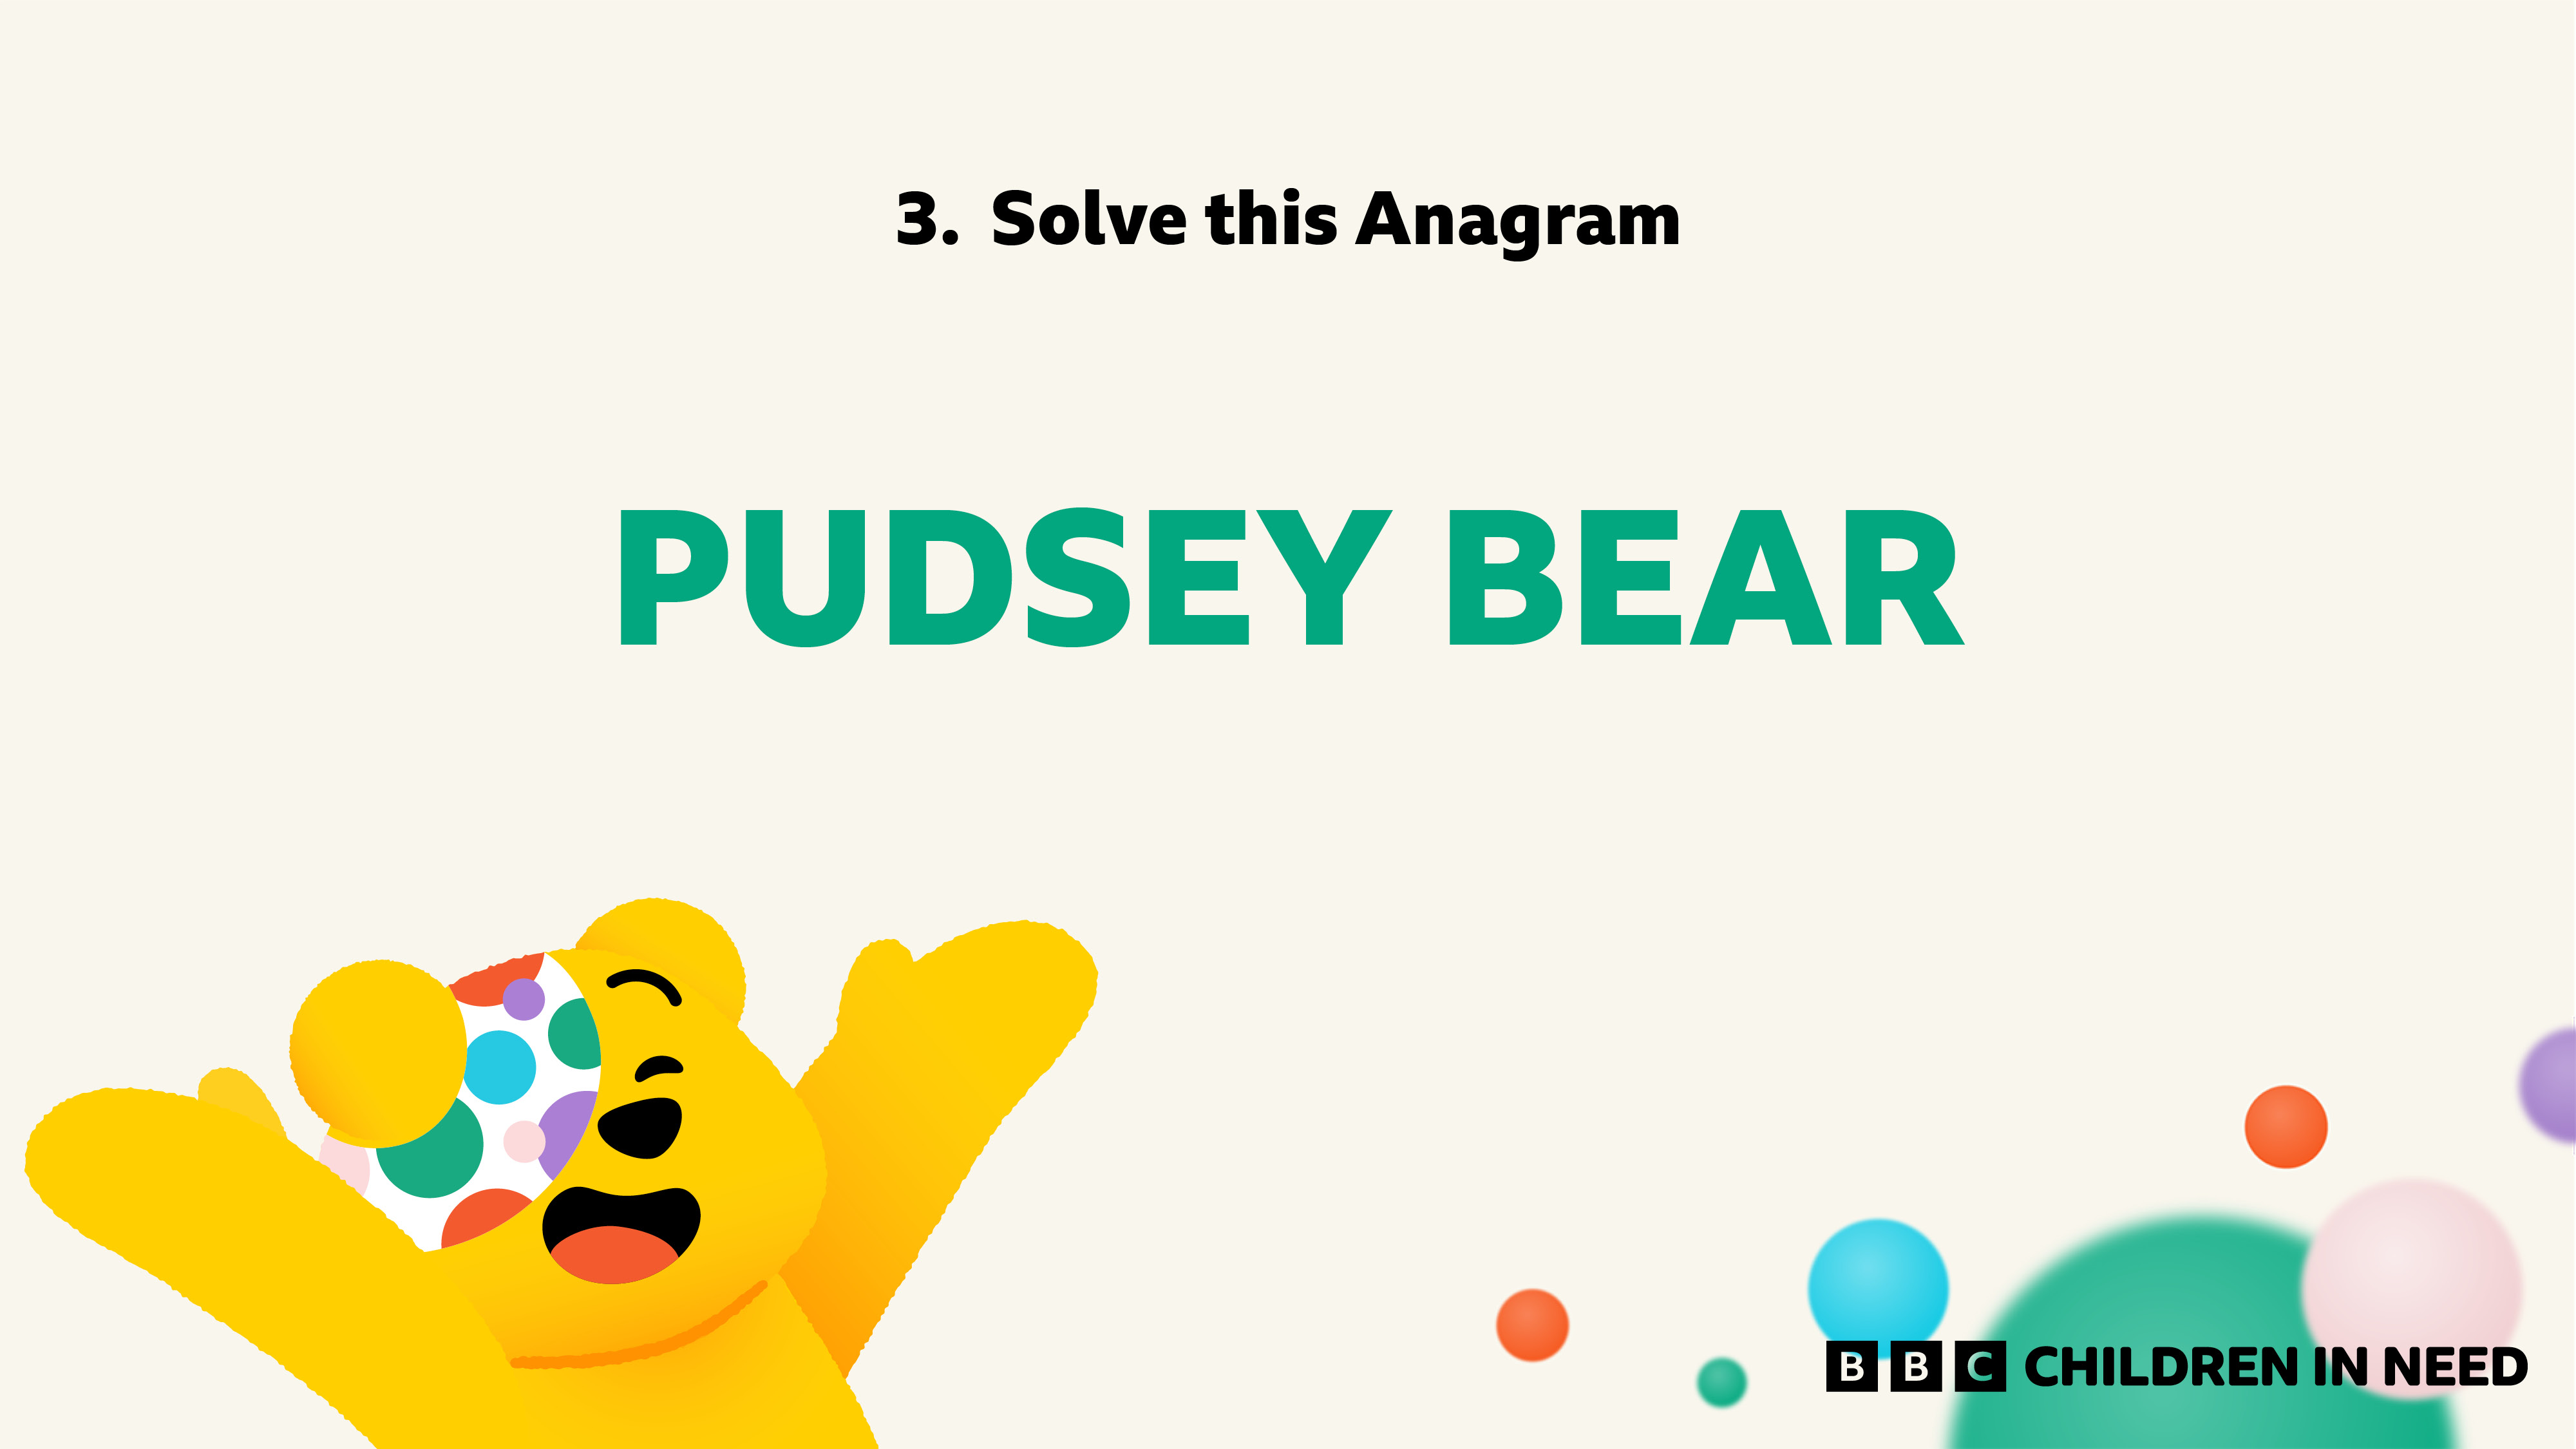 3. Solve this Anagram
PUDSEY BEAR
BBC CHILDREN IN NEED